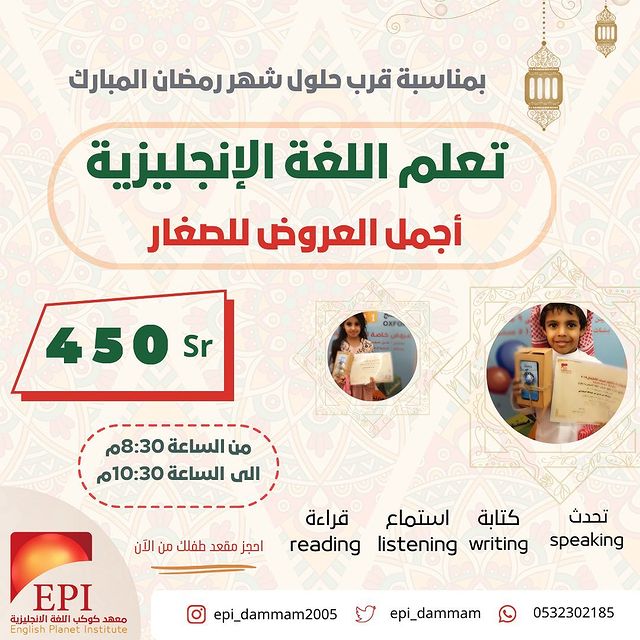 بمناسبة قرب حلول شهر رمضان المبارك
تعلم اللغة الإنجليزية
أجمل العروض للصغار
450 Sr
من الساعة 8:30م
الى الساعة 10:30م
احجز مقعد طفلك من الآن
تحدث
speaking
كتابة
writing
استماع
listening
قراءة
reading
EPI
معهد كوكب اللغة الانجليزية
English Planet Institute
epi_dammam2005
epi_dammam
0532302185